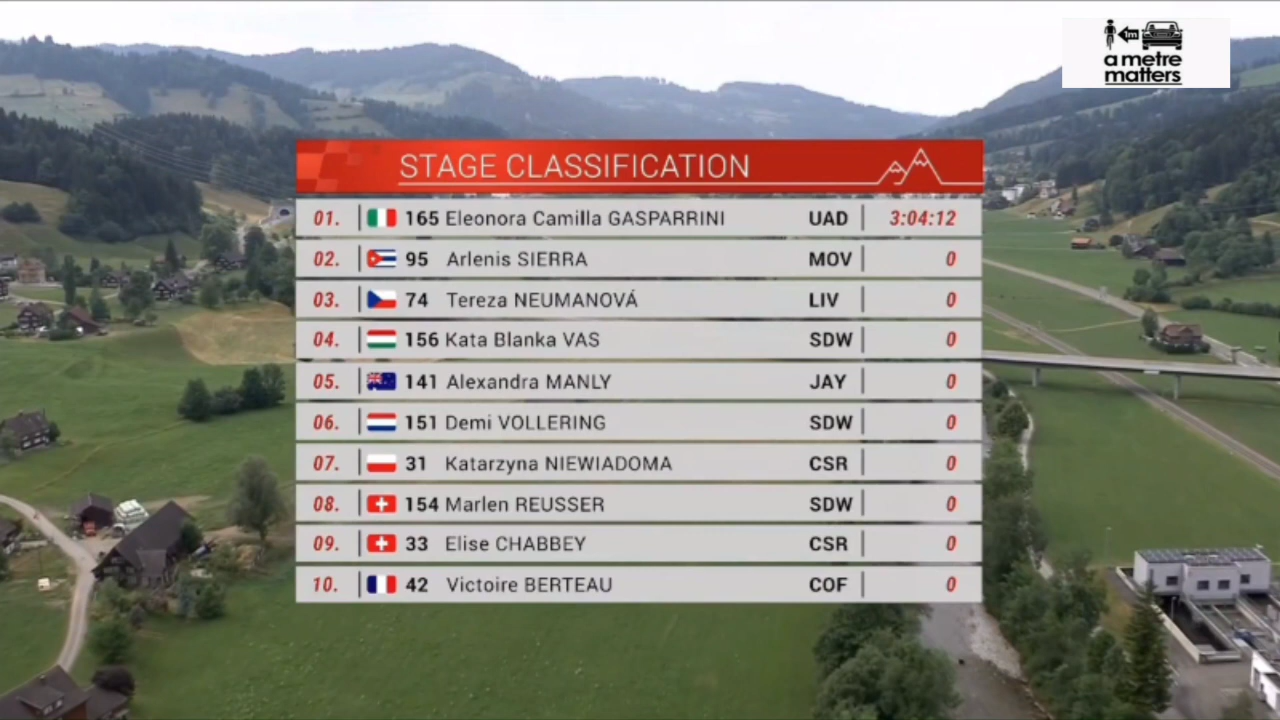 1m
a metre
matters
STAGE CLASSIFICATION
01. 165 Eleonora Camilla GASPARRINI UAD 3:04:12
02. 95 Arlenis SIERRA MOV 0
03. 74 Tereza NEUMANOVÁ LIV 0
04. 156 Kata Blanka VAS SDW 0
05. 141 Alexandra MANLY JAY 0
06. 151 Demi VOLLERING SDW 0
07. 31 Katarzyna NIEWIADOMA CSR 0
08. 154 Marlen REUSSER SDW 0
09. 33 Elise CHABBEY CSR 0
10. 42 Victoire BERTEAU COF 0